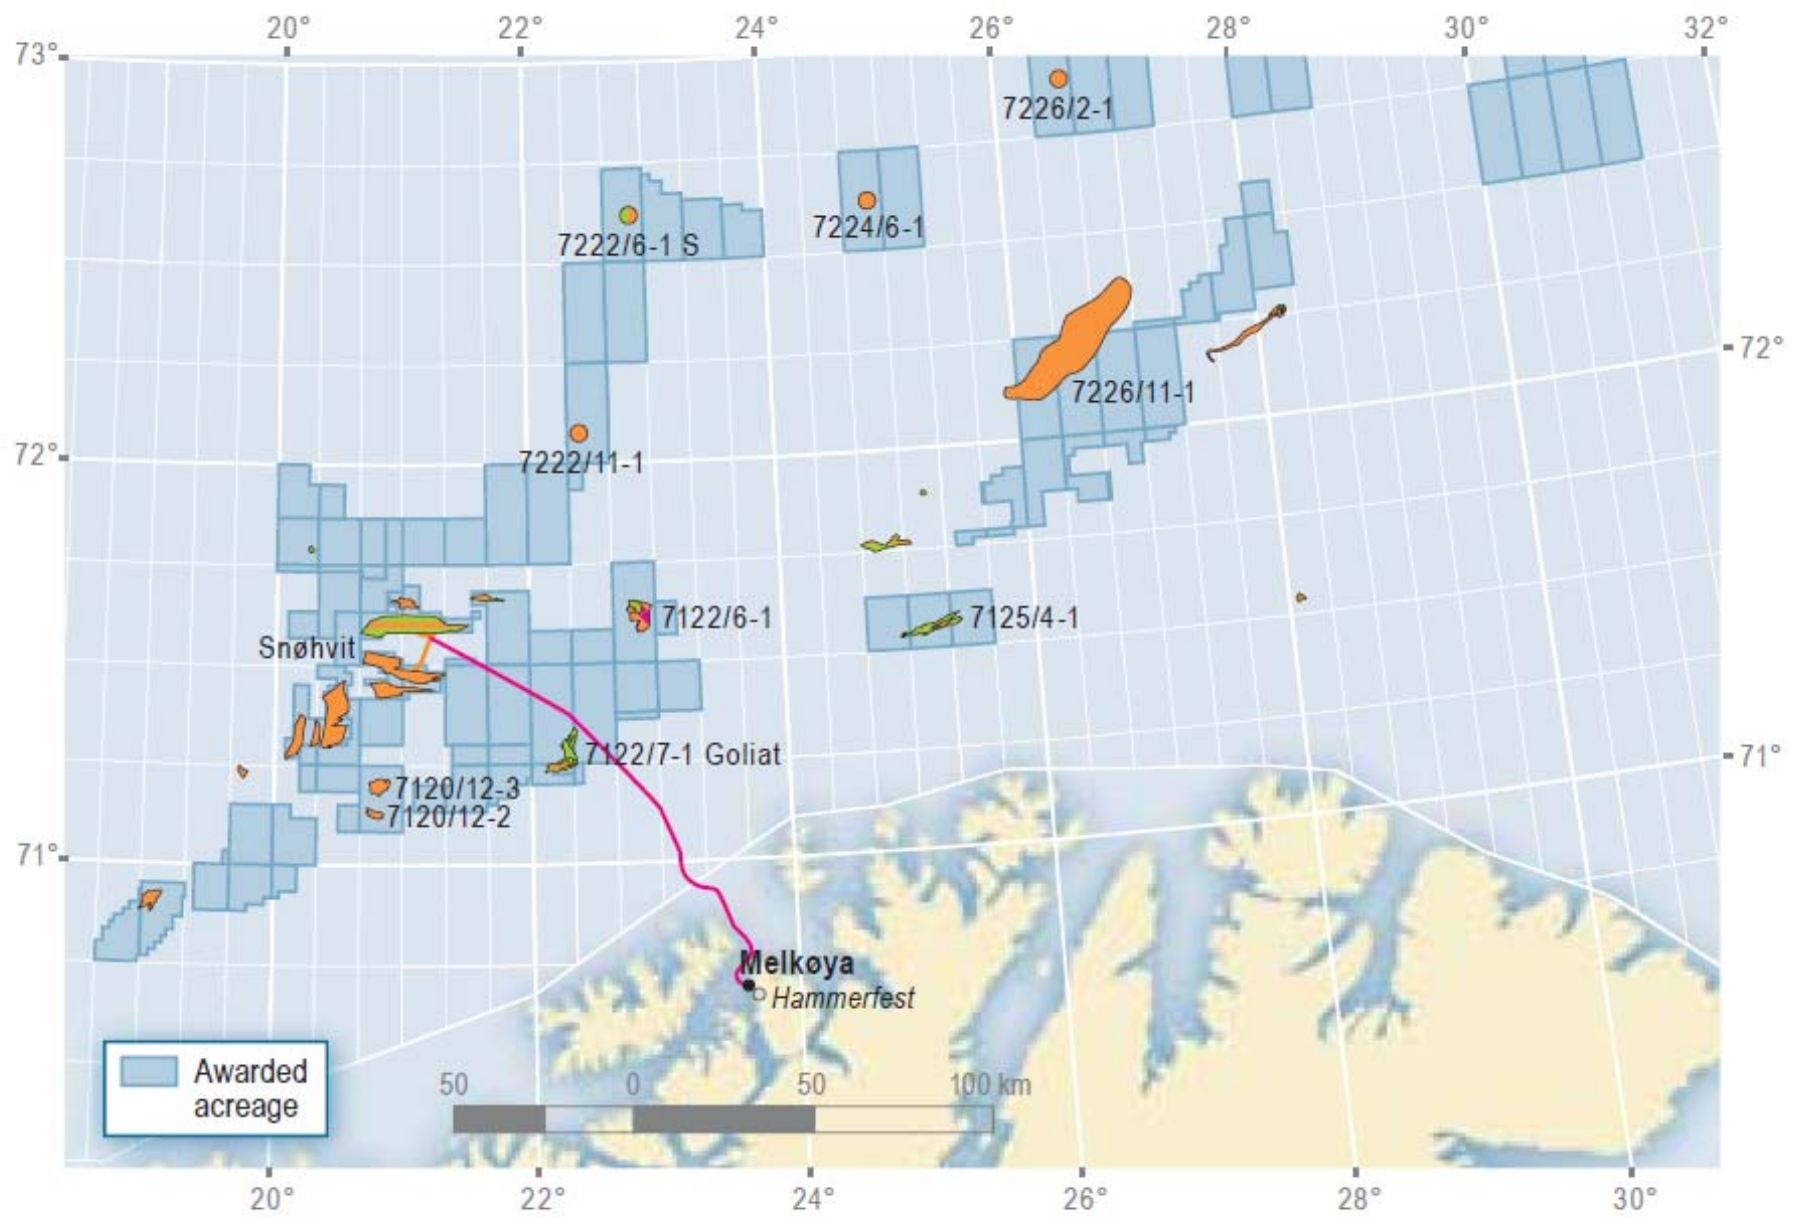 20° 22° 24° 26° 28° 30° 32°
73°
7226/2-1
7222/6-1 S
7224/6-1
72°
7226/11-1
72°
7222/11-1
7122/6-1
7125/4-1
Snøhvit
7122/7-1 Goliat
71°
7120/12-3
7120/12-2
71°
Melkøya
Hammerfest
Awarded
acreage
50 0 50 100 km
20° 22° 24° 26° 28° 30°